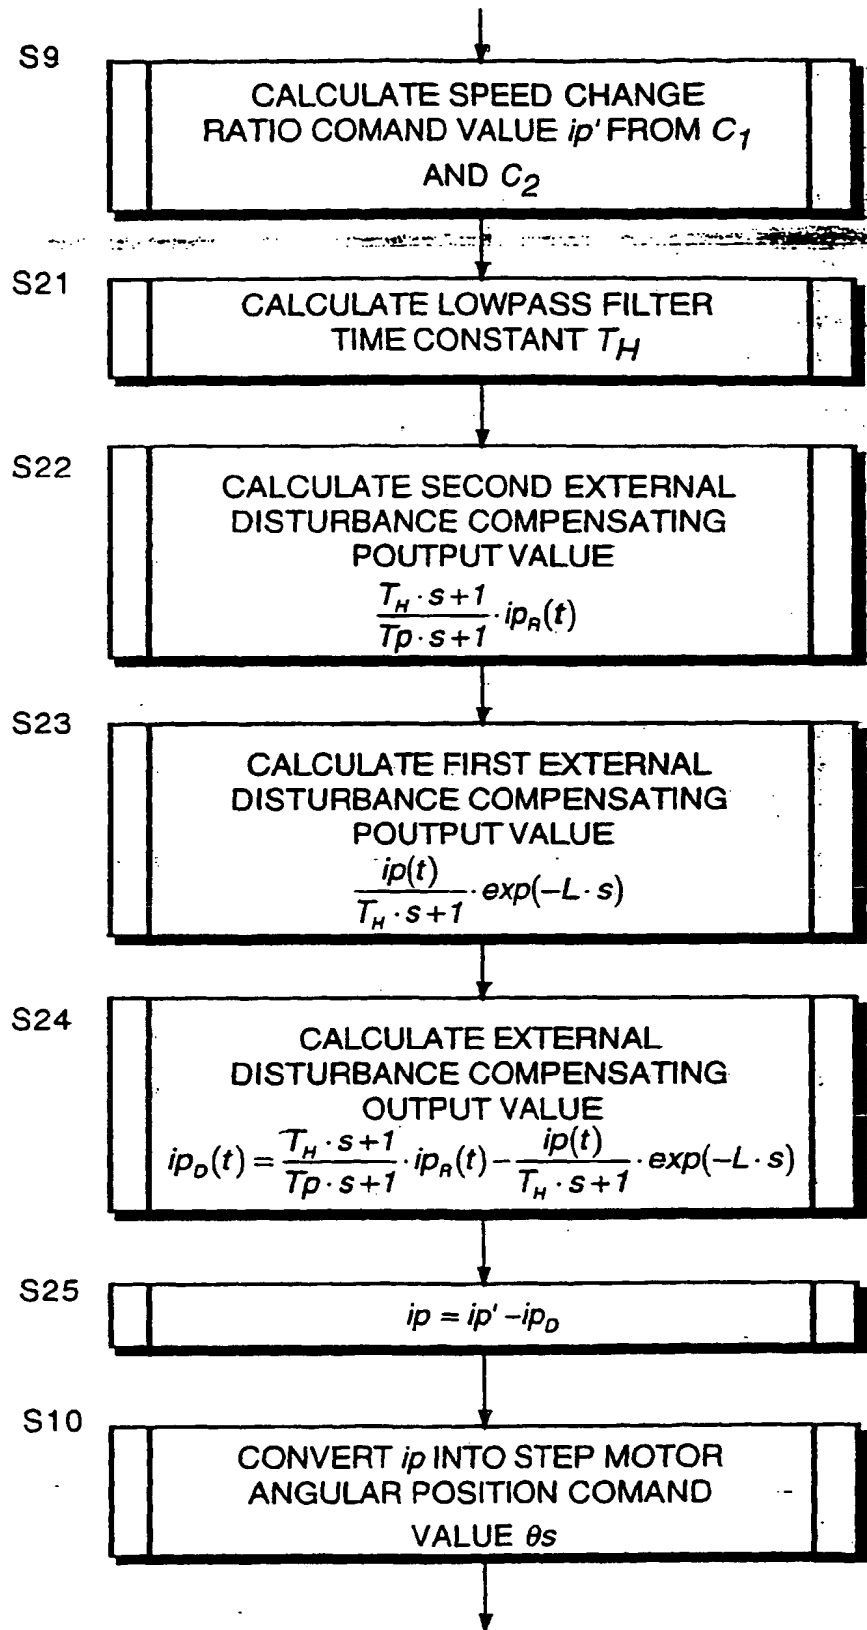 S9
CALCULATE SPEED CHANGE
RATIO COMAND VALUE ip' FROM C1
AND C2
S21
CALCULATE LOWPASS FILTER
TIME CONSTANT TH
S22
CALCULATE SECOND EXTERNAL
DISTURBANCE COMPENSATING
POUTPUT VALUE
TH · s+1 / Tp · s+1 · ipR(t)
S23
CALCULATE FIRST EXTERNAL
DISTURBANCE COMPENSATING
POUTPUT VALUE
ip(t) / TH · s+1 · exp(-L · s)
S24
CALCULATE EXTERNAL
DISTURBANCE COMPENSATING
OUTPUT VALUE
ipD(t) = TH · s+1 / Tp · s+1 · ipR(t) - ip(t) / TH · s+1 · exp(-L · s)
S25
ip = ip' -ipD
S10
CONVERT ip INTO STEP MOTOR
ANGULAR POSITION COMAND
VALUE θs